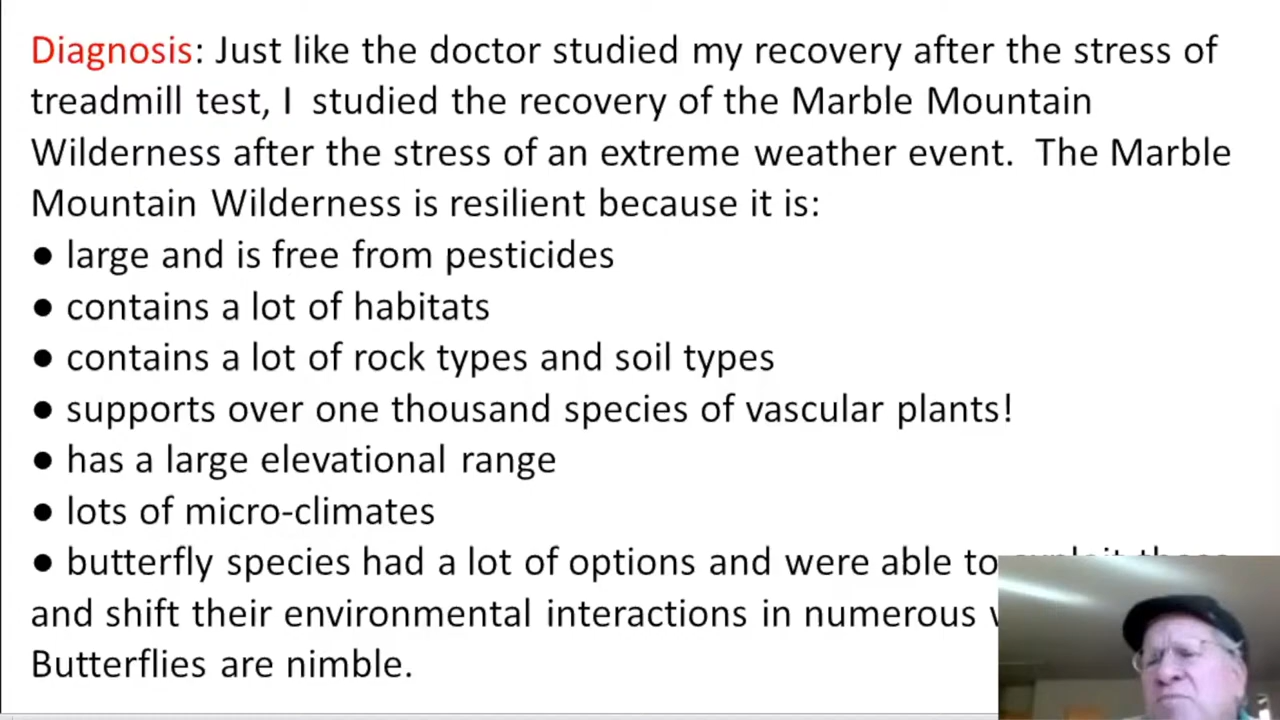 Diagnosis: Just like the doctor studied my recovery after the stress of
treadmill test, I  studied the recovery of the Marble Mountain
Wilderness after the stress of an extreme weather event.  The Marble
Mountain Wilderness is resilient because it is:
● large and is free from pesticides
● contains a lot of habitats
● contains a lot of rock types and soil types
● supports over one thousand species of vascular plants!
● has a large elevational range
● lots of micro-climates
● butterfly species had a lot of options and were able to
and shift their environmental interactions in numerous
Butterflies are nimble.